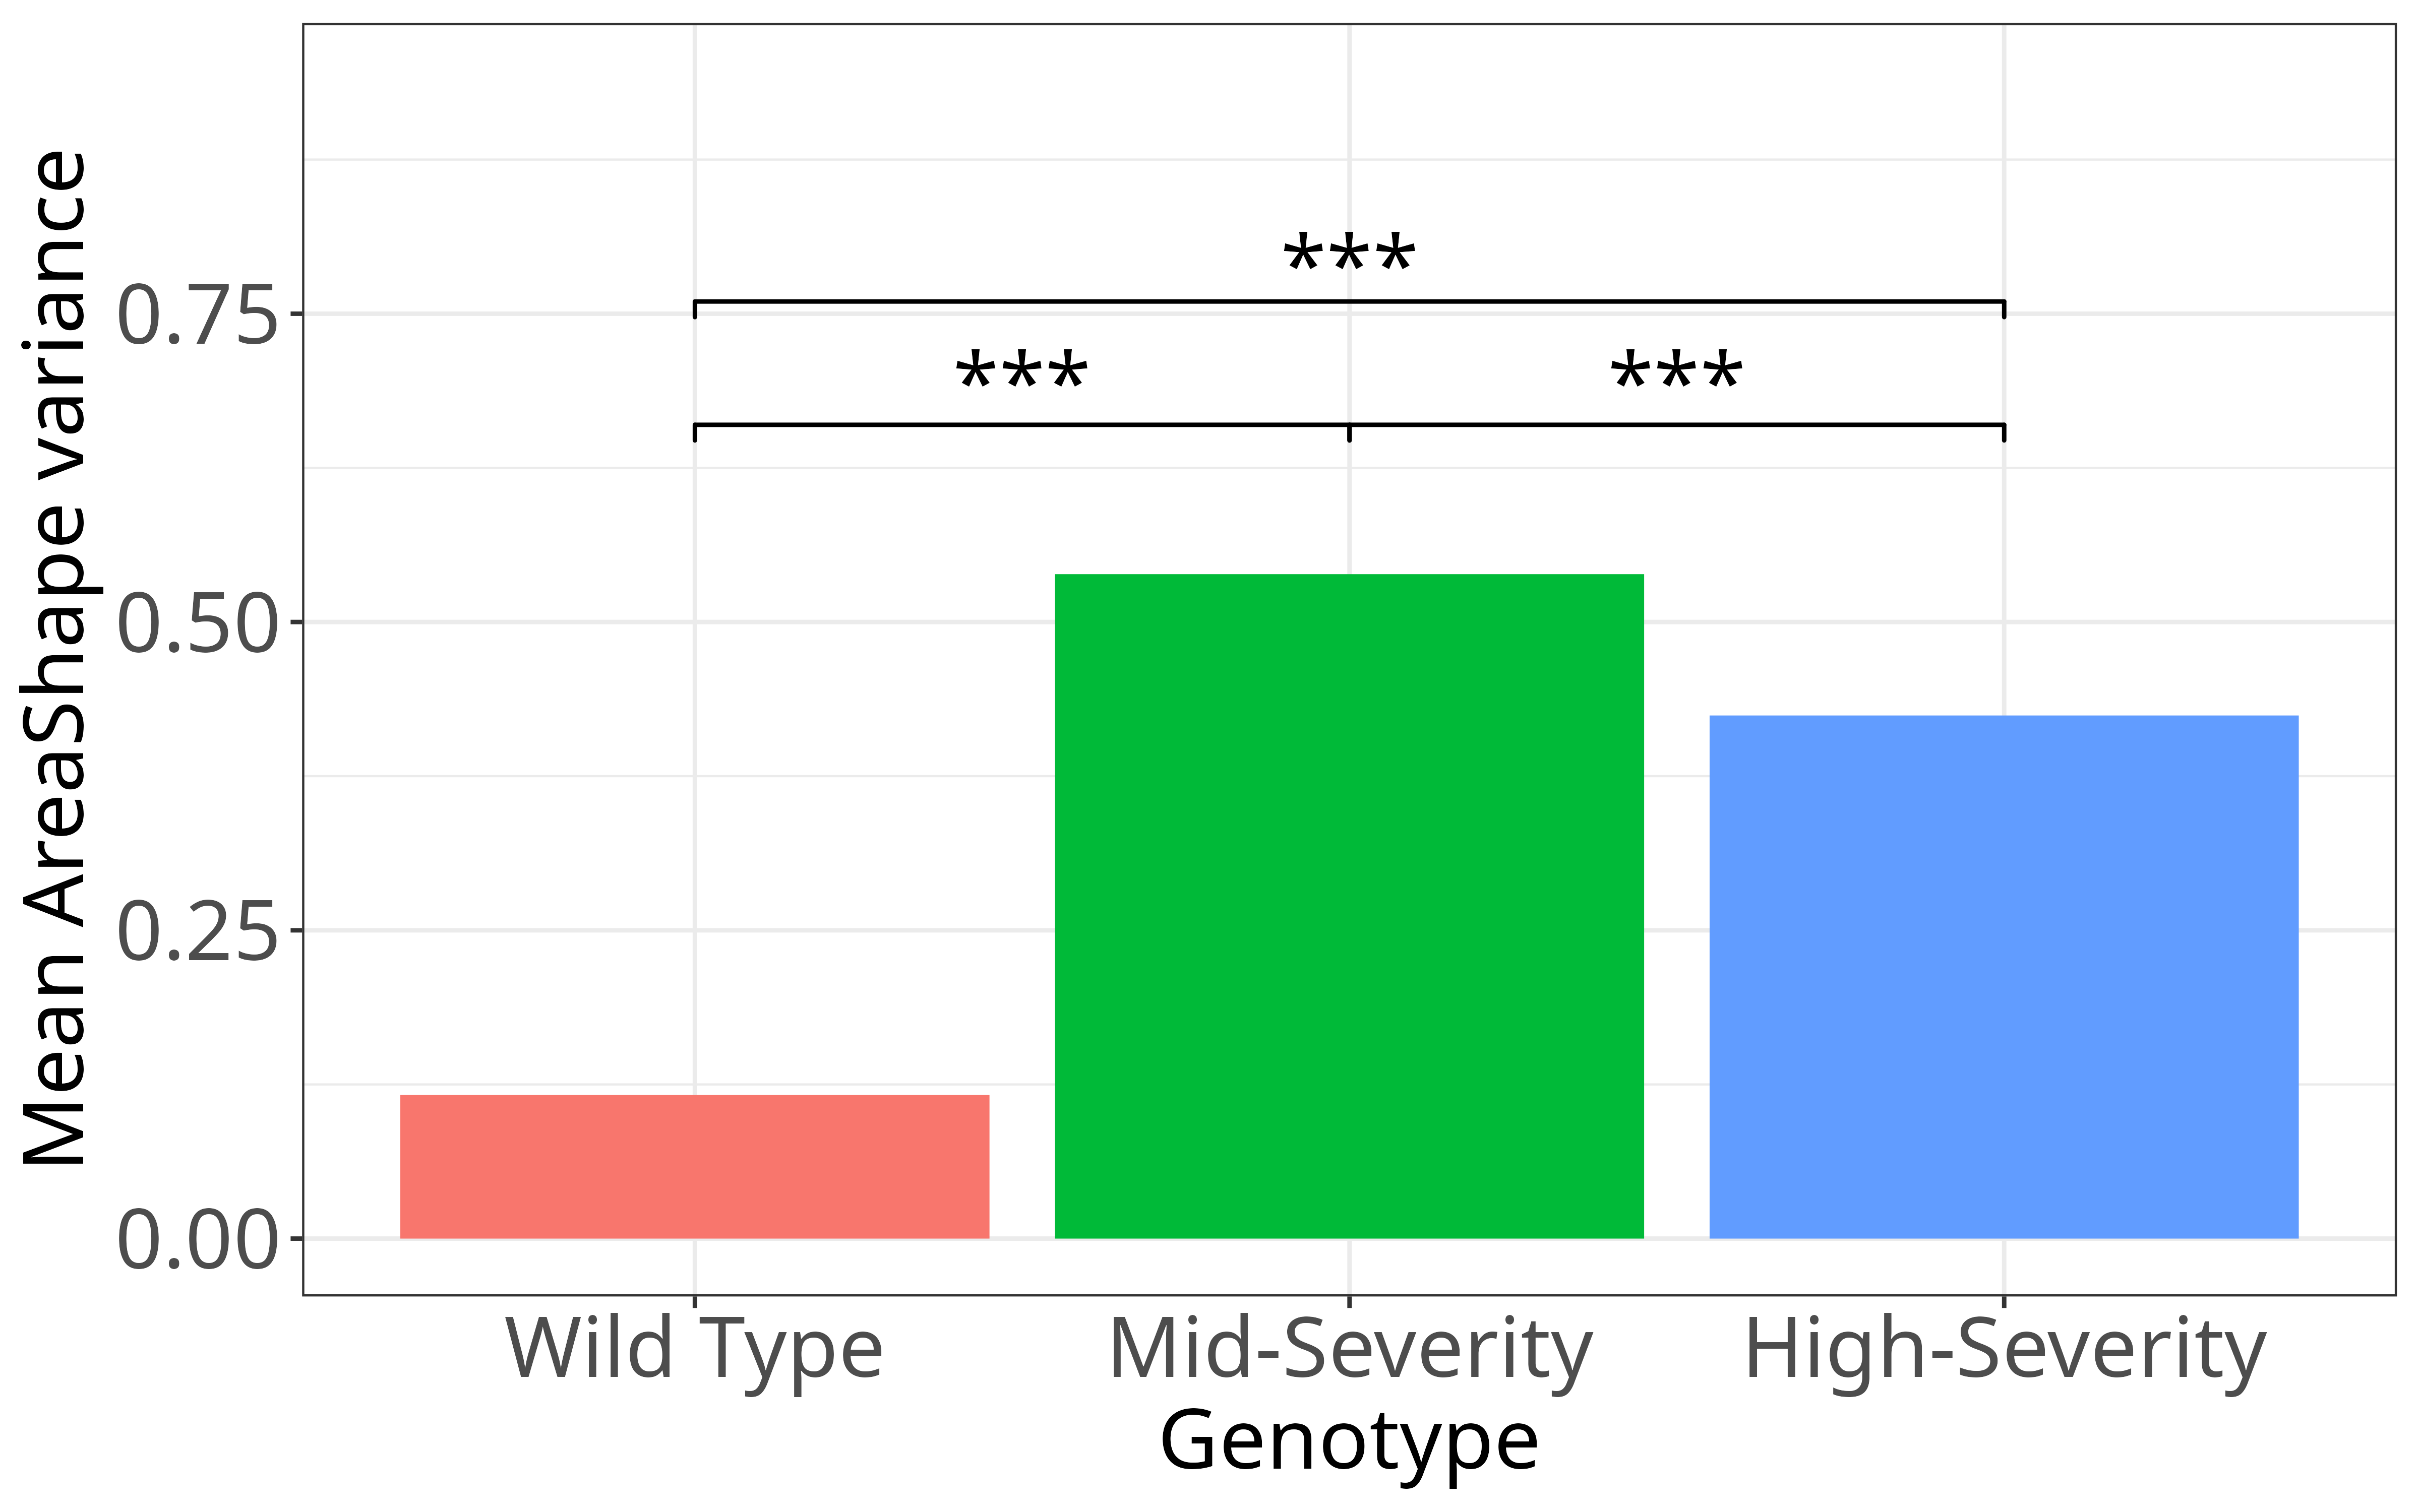 Mean AreaShape variance
0.75
0.50
0.25
0.00
***
*** ***
Wild Type Mid-Severity High-Severity
Genotype